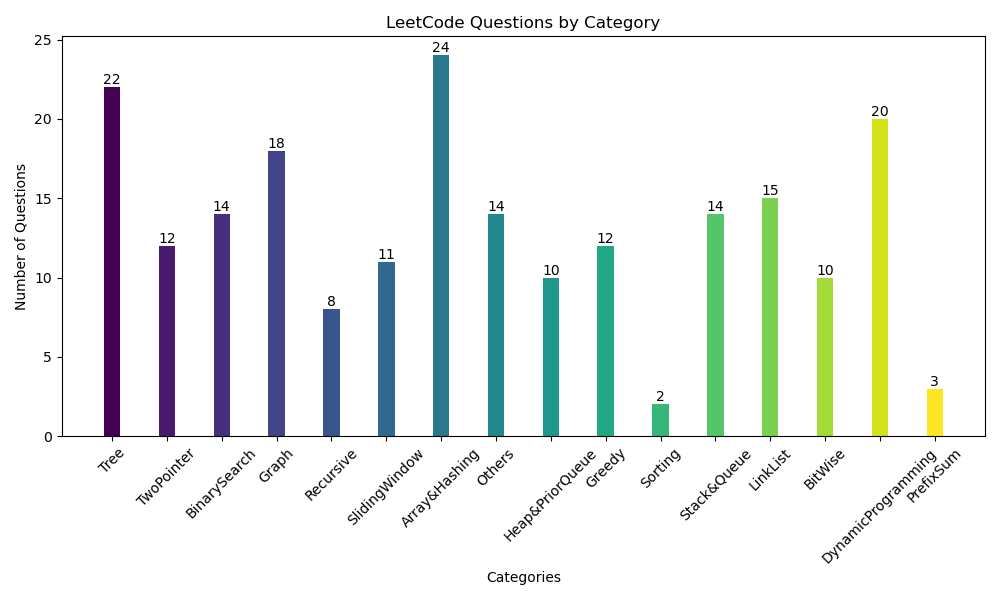 LeetCode Questions by Category
Number of Questions
25
20
15
10
5
0
22
12
14
18
8
11
24
14
10
12
2
14
15
10
20
3
Tree
TwoPointer
BinarySearch
Graph
Recursive
SlidingWindow
Array&Hashing
Others
Heap&PriorQueue
Greedy
Sorting
Stack&Queue
LinkList
BitWise
DynamicProgramming
PrefixSum
Categories